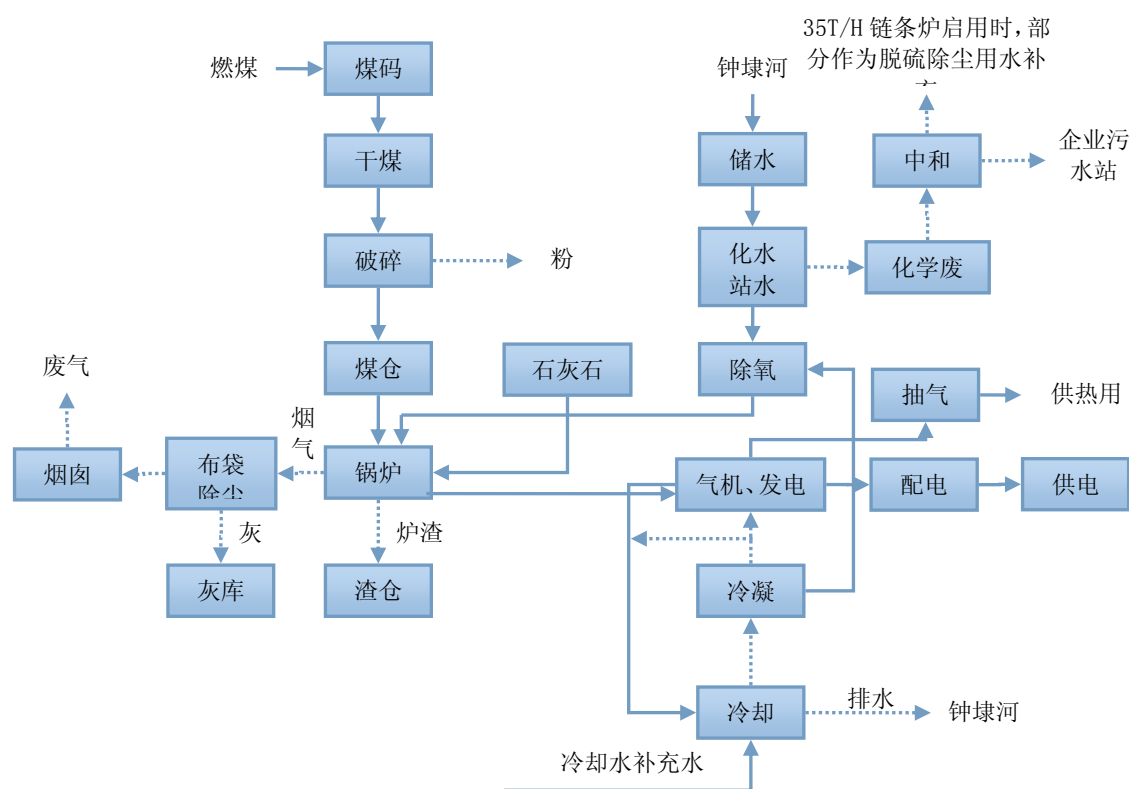 35T/H 链条炉启用时,部
分作为脱硫除尘用水补
燃煤
煤码
钟埭河
干煤
储水
中和
企业污
水站
破碎
粉
化水
站水
化学废
煤仓
石灰石
除氧
抽气
供热用
废气
烟
气
烟囱
布袋
除尘
锅炉
气机、发电
配电
供电
灰
炉渣
灰库
渣仓
冷凝
冷却
排水
钟埭河
冷却水补充水